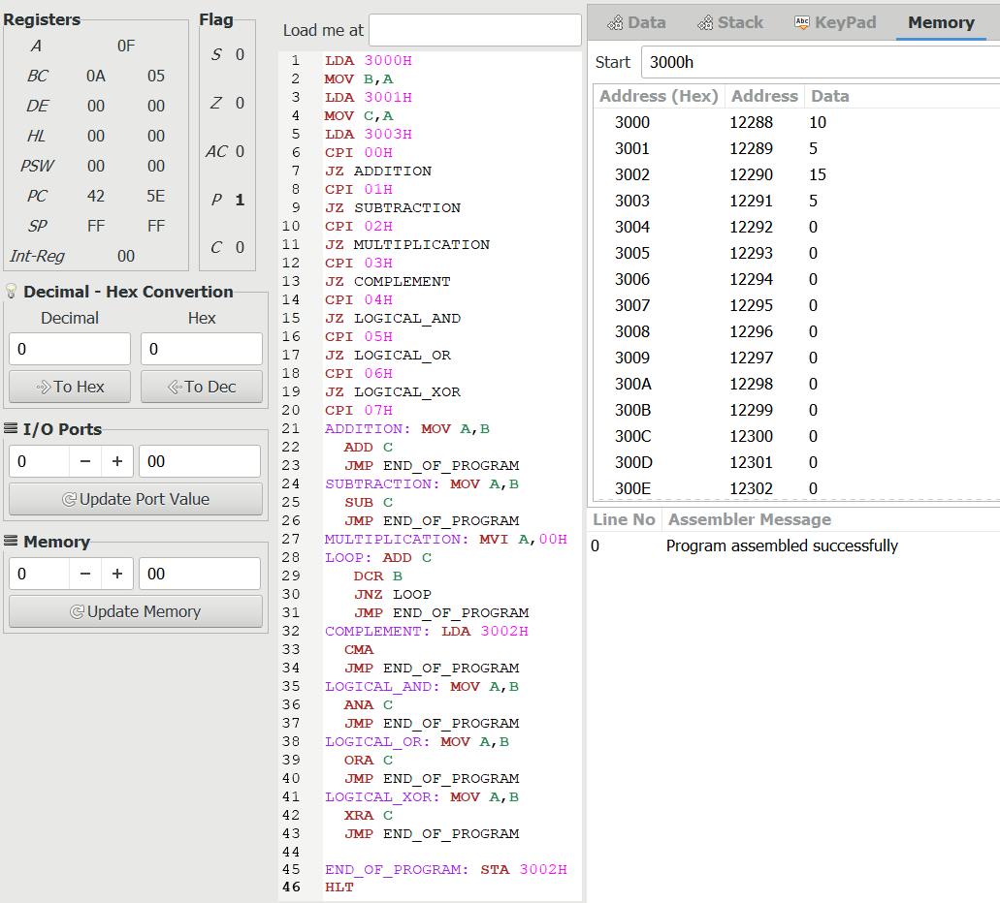 Registers
A 0F
BC 0A 05
DE 00 00
HL 00 00
PSW 00 00
PC 42 5E
SP FF FF
Int-Reg 00
Flag
S 0
Z 0
AC 0
P 1
C 0
Decimal - Hex Convertion
Decimal Hex
0 0
To Hex To Dec
I/O Ports
0 − + 00
Update Port Value
Memory
0 − + 00
Update Memory
Load me at
1 LDA 3000H
2 MOV B,A
3 LDA 3001H
4 MOV C,A
5 LDA 3003H
6 CPI 00H
7 JZ ADDITION
8 CPI 01H
9 JZ SUBTRACTION
10 CPI 02H
11 JZ MULTIPLICATION
12 CPI 03H
13 JZ COMPLEMENT
14 CPI 04H
15 JZ LOGICAL_AND
16 CPI 05H
17 JZ LOGICAL_OR
18 CPI 06H
19 JZ LOGICAL_XOR
20 CPI 07H
21 ADDITION: MOV A,B
22 ADD C
23 JMP END_OF_PROGRAM
24 SUBTRACTION: MOV A,B
25 SUB C
26 JMP END_OF_PROGRAM
27 MULTIPLICATION: MVI A,00H
28 LOOP: ADD C
29 DCR B
30 JNZ LOOP
31 JMP END_OF_PROGRAM
32 COMPLEMENT: LDA 3002H
33 CMA
34 JMP END_OF_PROGRAM
35 LOGICAL_AND: MOV A,B
36 ANA C
37 JMP END_OF_PROGRAM
38 LOGICAL_OR: MOV A,B
39 ORA C
40 JMP END_OF_PROGRAM
41 LOGICAL_XOR: MOV A,B
42 XRA C
43 JMP END_OF_PROGRAM
44
45 END_OF_PROGRAM: STA 3002H
46 HLT
Data Stack Abc KeyPad Memory
Start 3000h
Address (Hex) Address Data
3000 12288 10
3001 12289 5
3002 12290 15
3003 12291 5
3004 12292 0
3005 12293 0
3006 12294 0
3007 12295 0
3008 12296 0
3009 12297 0
300A 12298 0
300B 12299 0
300C 12300 0
300D 12301 0
300E 12302 0
Line No Assembler Message
0 Program assembled successfully